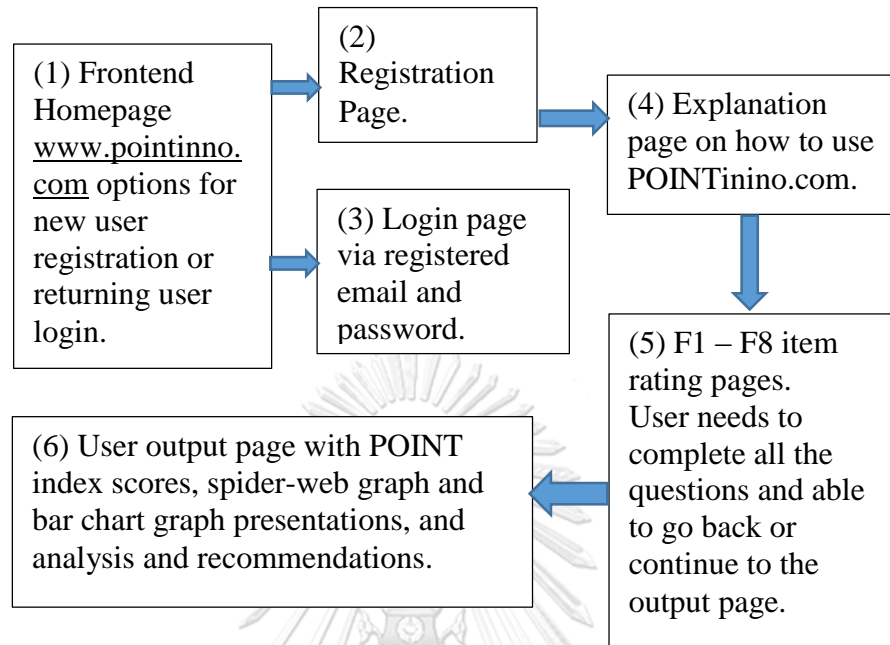 (1) Frontend
Homepage
www.pointinno.
com options for
new user
registration or
returning user
login.
(2)
Registration
Page.
(3) Login page
via registered
email and
password.
(4) Explanation
page on how to use
POINTinino.com.
(5) F1 – F8 item
rating pages.
User needs to
complete all the
questions and able
to go back or
continue to the
output page.
(6) User output page with POINT
index scores, spider-web graph and
bar chart graph presentations, and
analysis and recommendations.